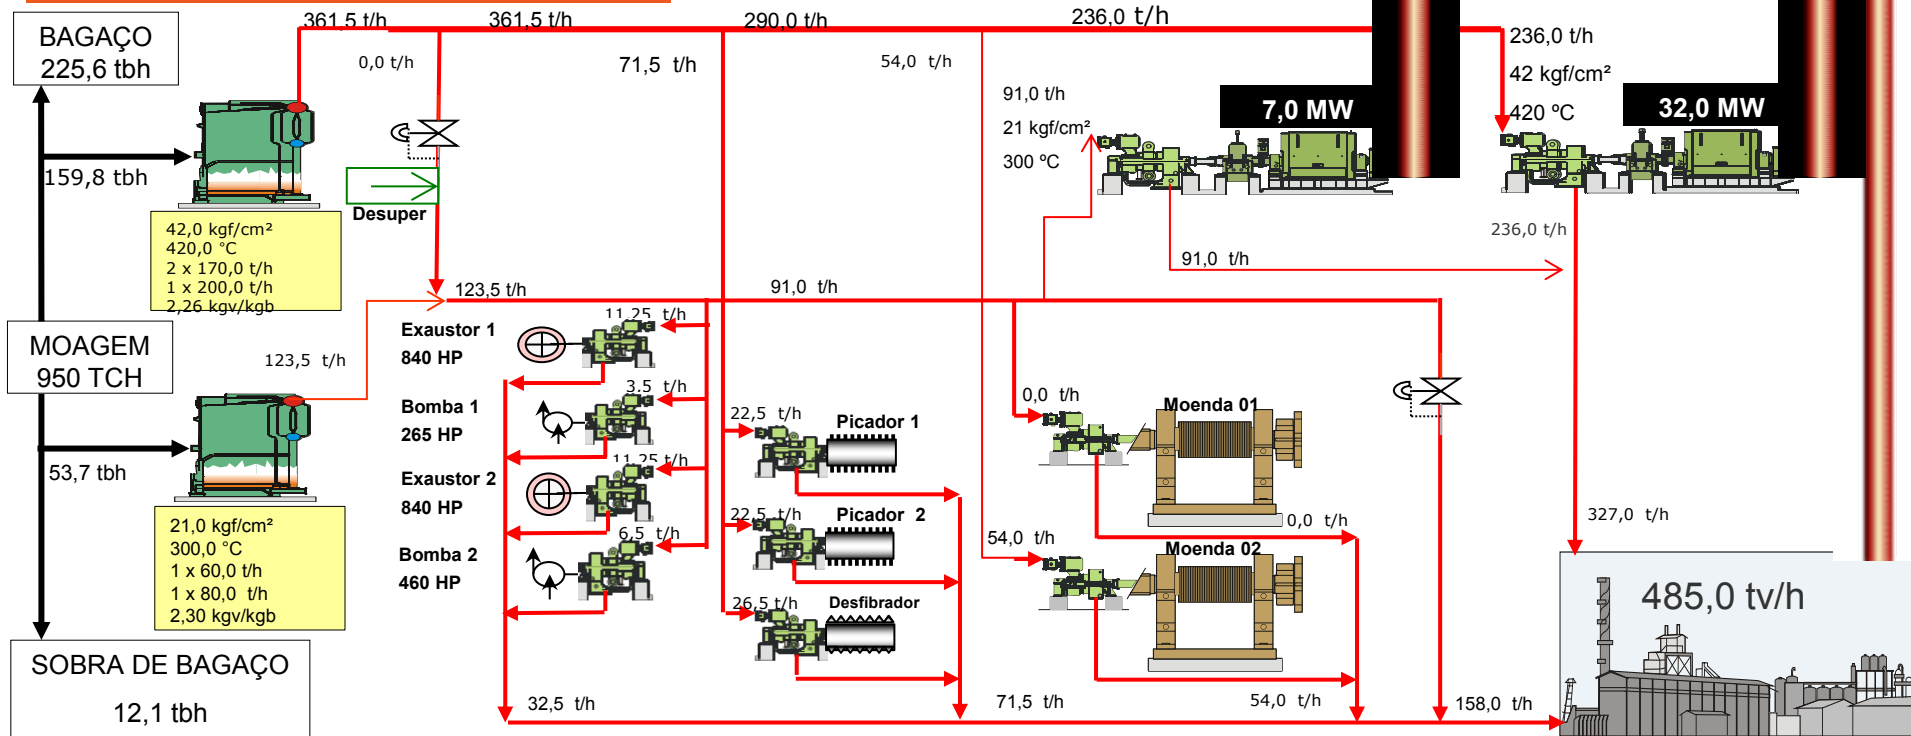 361,5 t/h
361,5 t/h
290,0 t/h
236,0 t/h
BAGAÇO
225,6 tbh
0,0 t/h
71,5 t/h
54,0 t/h
236,0 t/h
42 kgf/cm²
420 ºC
91,0 t/h
21 kgf/cm²
300 ºC
7,0 MW
32,0 MW
159,8 tbh
Desuper
42,0 kgf/cm²
420,0 °C
2 x 170,0 t/h
1 x 200,0 t/h
2,26 kgv/kgb
236,0 t/h
91,0 t/h
123,5 t/h
91,0 t/h
MOAGEM
950 TCH
123,5 t/h
Exaustor 1
840 HP
11,25 t/h
Bomba 1
265 HP
3,5 t/h
Exaustor 2
840 HP
11,25 t/h
Bomba 2
460 HP
6,5 t/h
22,5 t/h
Picador 1
22,5 t/h
Picador 2
26,5 t/h
Desfibrador
0,0 t/h
Moenda 01
0,0 t/h
54,0 t/h
Moenda 02
53,7 tbh
21,0 kgf/cm²
300,0 °C
1 x 60,0 t/h
1 x 80,0 t/h
2,30 kgv/kgb
327,0 t/h
485,0 tv/h
SOBRA DE BAGAÇO
12,1 tbh
32,5 t/h
71,5 t/h
54,0 t/h
158,0 t/h